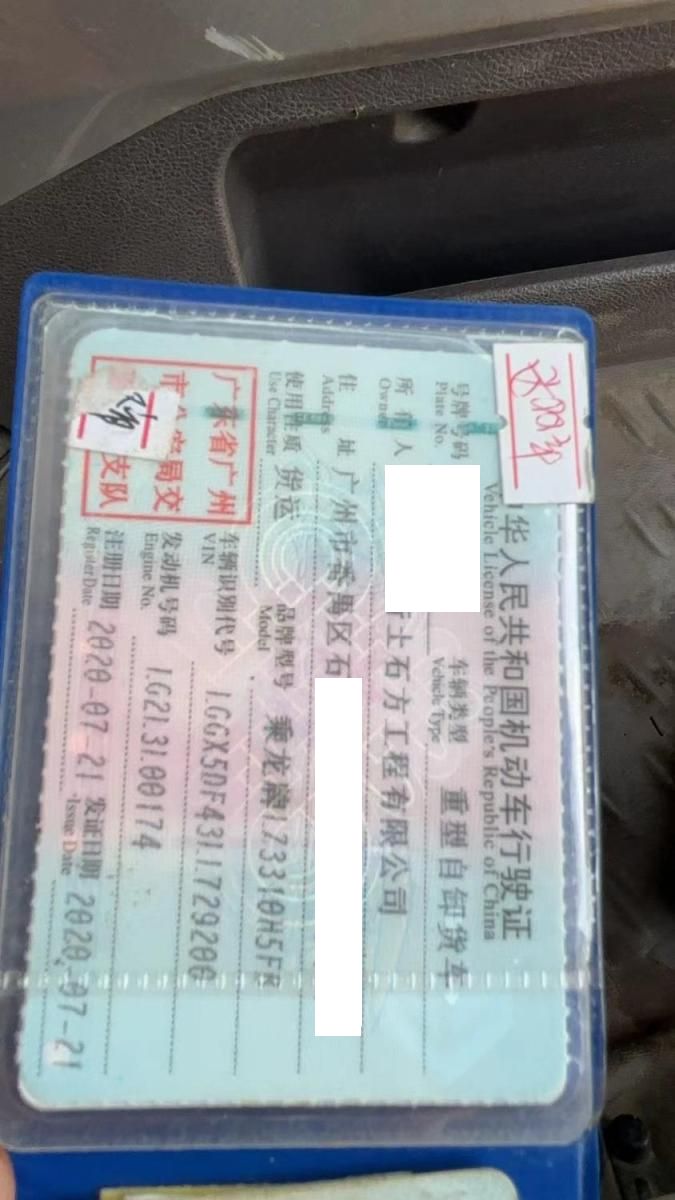 中华人民共和国机动车行驶证
Vehicle License of the People's Republic of China
号牌号码
Plate No.
车辆类型
Vehicle Type
重型自卸货车
所有人
Owner
土石方工程有限公司
住址
Address
广州市番禺区石
使用性质
Use Character
货运
品牌型号
Model
乘龙牌LZ3310H5FB
车辆识别代号
VIN
LGGX5DF43LL729200
发动机号码
Engine No.
LG2L3L00174
注册日期
Register Date
2020-07-21
发证日期
Issue Date
2020-07-21
广东省广州
市公安局交
支队